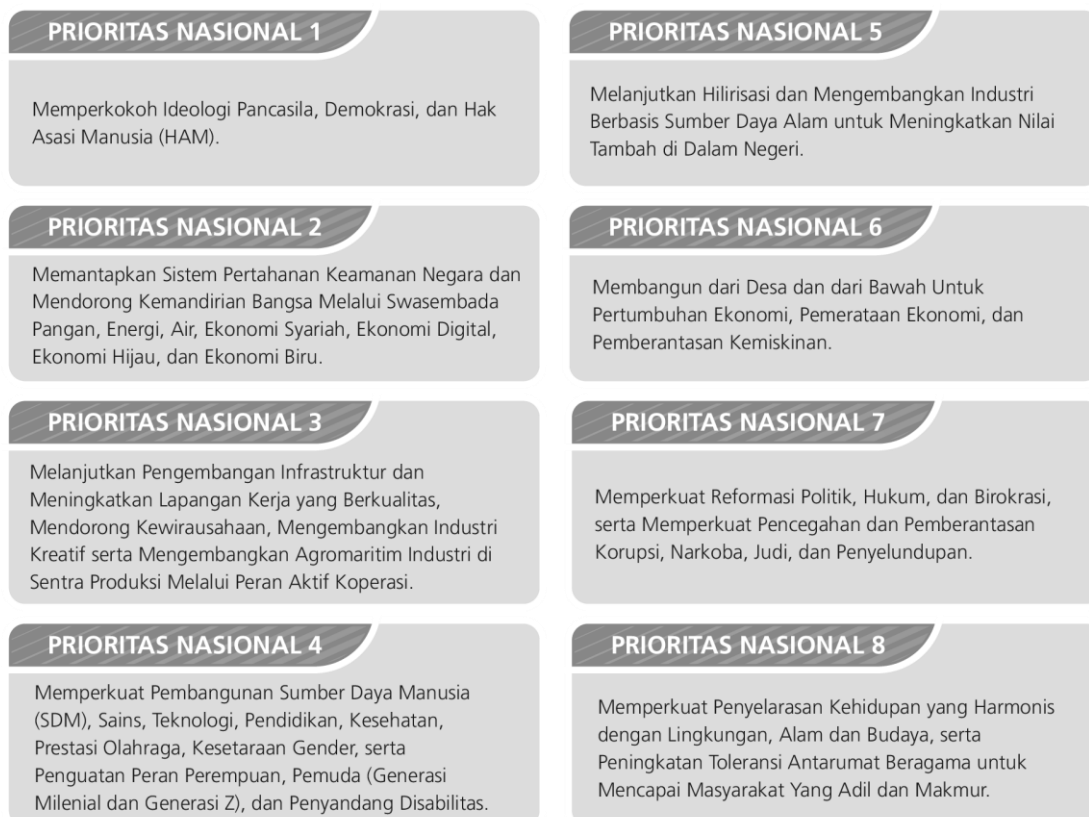 PRIORITAS NASIONAL 1
Memperkokoh Ideologi Pancasila, Demokrasi, dan Hak
Asasi Manusia (HAM).
PRIORITAS NASIONAL 2
Memantapkan Sistem Pertahanan Keamanan Negara dan
Mendorong Kemandirian Bangsa Melalui Swasembada
Pangan, Energi, Air, Ekonomi Syariah, Ekonomi Digital,
Ekonomi Hijau, dan Ekonomi Biru.
PRIORITAS NASIONAL 3
Melanjutkan Pengembangan Infrastruktur dan
Meningkatkan Lapangan Kerja yang Berkualitas,
Mendorong Kewirausahaan, Mengembangkan Industri
Kreatif serta Mengembangkan Agromaritim Industri di
Sentra Produksi Melalui Peran Aktif Koperasi.
PRIORITAS NASIONAL 4
Memperkuat Pembangunan Sumber Daya Manusia
(SDM), Sains, Teknologi, Pendidikan, Kesehatan,
Prestasi Olahraga, Kesetaraan Gender, serta
Penguatan Peran Perempuan, Pemuda (Generasi
Milenial dan Generasi Z), dan Penyandang Disabilitas.
PRIORITAS NASIONAL 5
Melanjutkan Hilirisasi dan Mengembangkan Industri
Berbasis Sumber Daya Alam untuk Meningkatkan Nilai
Tambah di Dalam Negeri.
PRIORITAS NASIONAL 6
Membangun dari Desa dan dari Bawah Untuk
Pertumbuhan Ekonomi, Pemerataan Ekonomi, dan
Pemberantasan Kemiskinan.
PRIORITAS NASIONAL 7
Memperkuat Reformasi Politik, Hukum, dan Birokrasi,
serta Memperkuat Pencegahan dan Pemberantasan
Korupsi, Narkoba, Judi, dan Penyelundupan.
PRIORITAS NASIONAL 8
Memperkuat Penyelarasan Kehidupan yang Harmonis
dengan Lingkungan, Alam dan Budaya, serta
Peningkatan Toleransi Antarumat Beragama untuk
Mencapai Masyarakat Yang Adil dan Makmur.